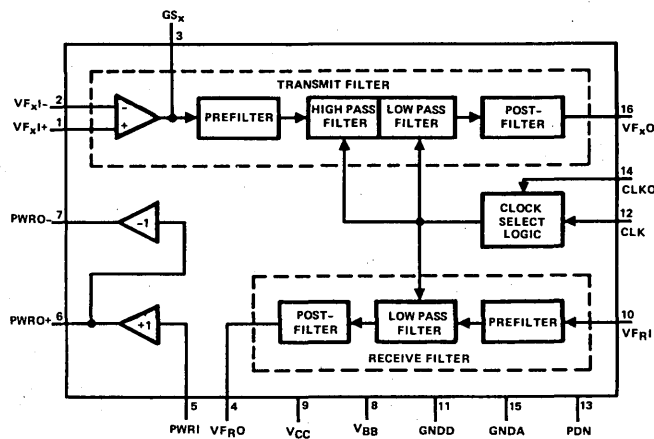 GSx
3
TRANSMIT FILTER
VFxI- 2
VFxI+ 1
-
+
PREFILTER
HIGH PASS FILTER
LOW PASS FILTER
POST-FILTER
16
VFxO
14
CLKO
CLOCK SELECT LOGIC
12
CLK
PWRO- 7
-1
PWRO+ 6
+1
POST-FILTER
LOW PASS FILTER
PREFILTER
10
VFRI
RECEIVE FILTER
5 4 9 8 11 15 13
PWRI VFRO VCC VBB GNDD GNDA PDN